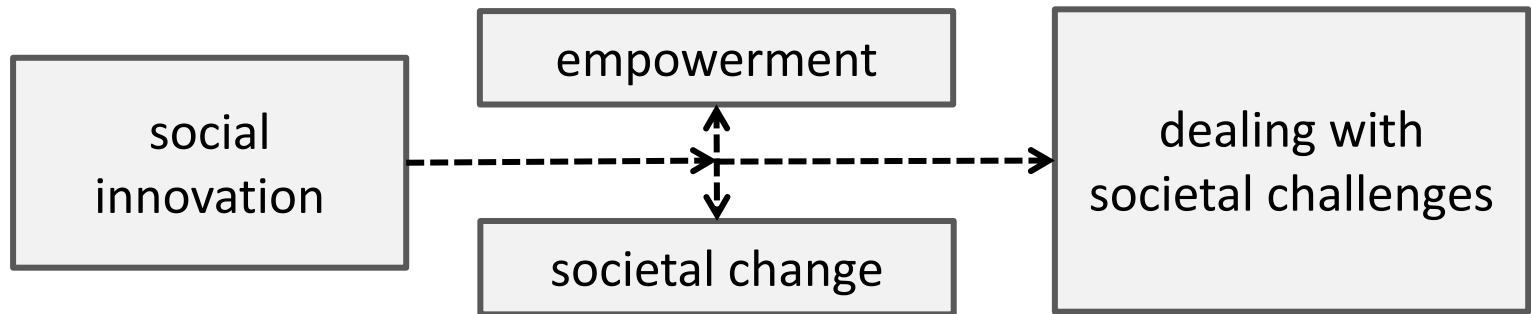 social
innovation
empowerment
societal change
dealing with
societal challenges